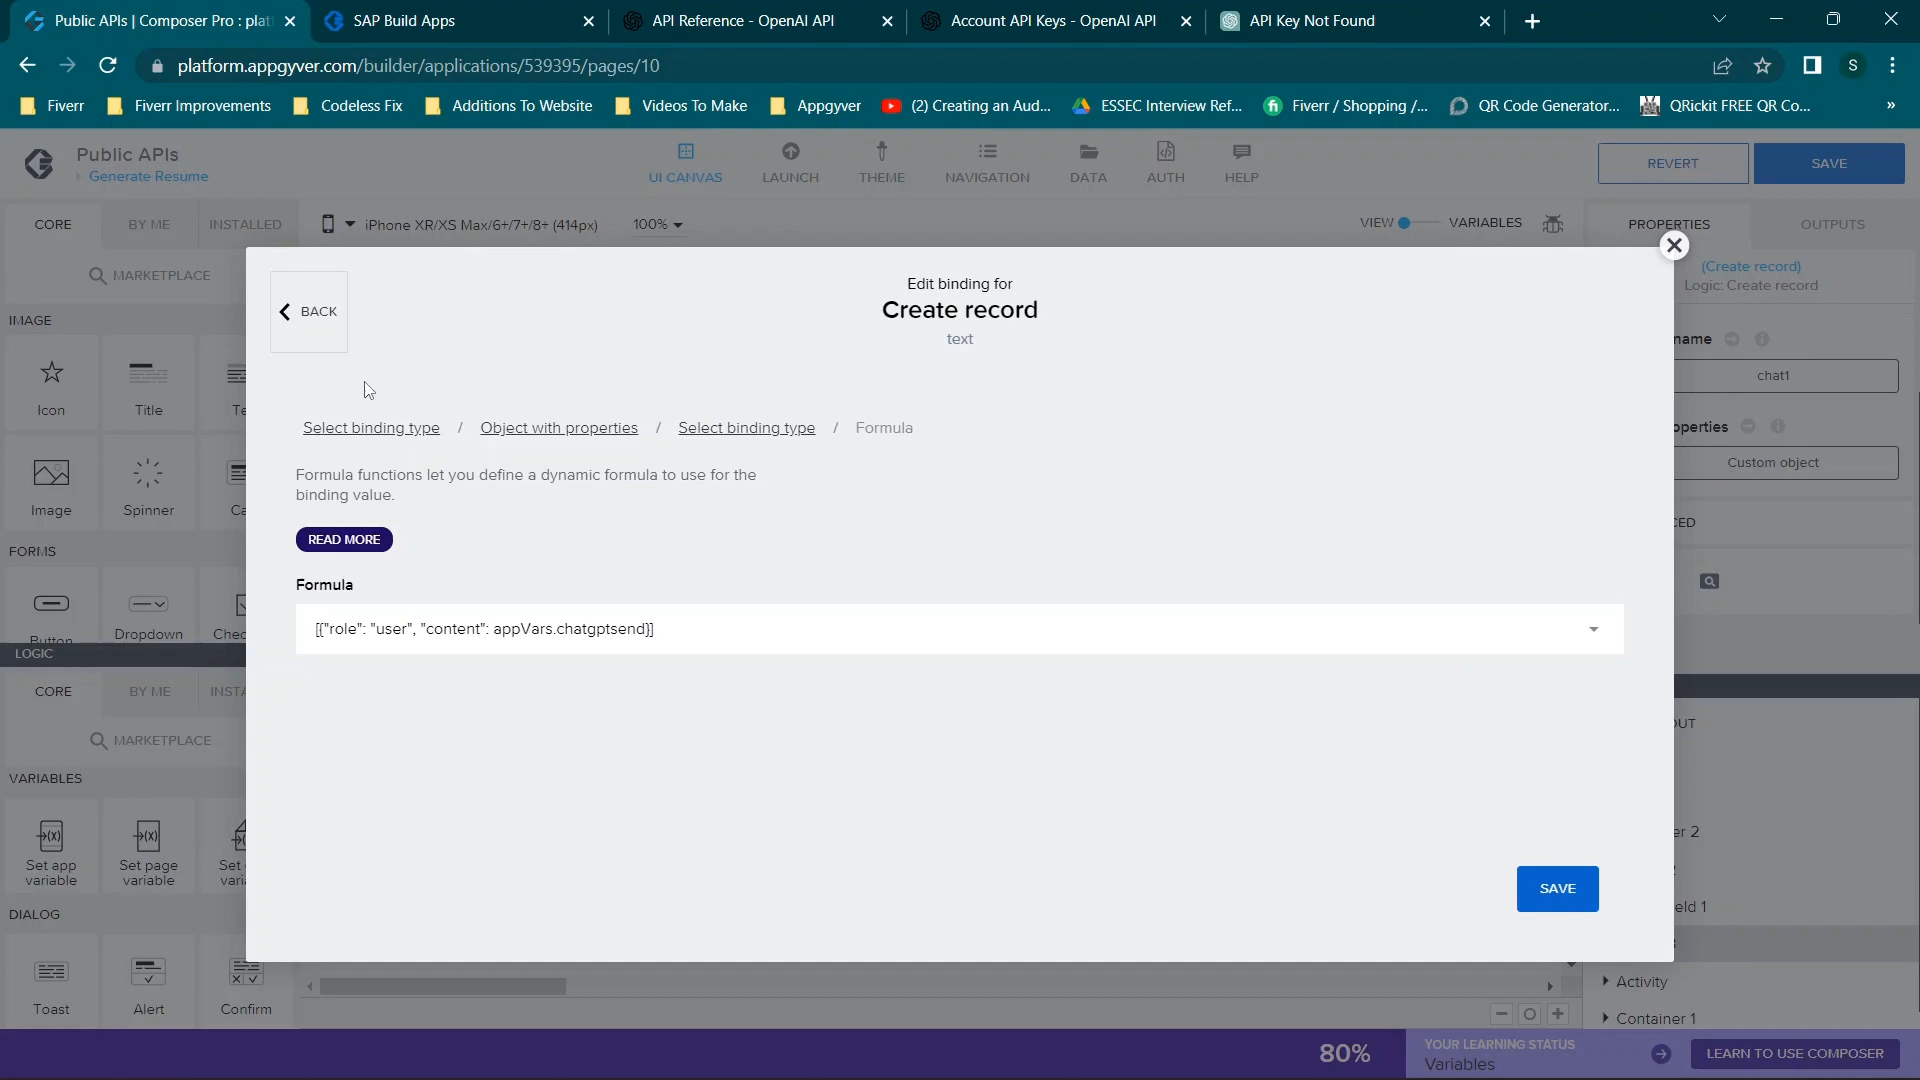 Public APIs | Composer Pro : plat
SAP Build Apps
API Reference - OpenAI API
Account API Keys - OpenAI API
API Key Not Found
platform.appgyver.com/builder/applications/539395/pages/10
S
Fiverr
Fiverr Improvements
Codeless Fix
Additions To Website
Videos To Make
Appgyver
(2) Creating an Aud...
ESSEC Interview Ref...
Fiverr / Shopping /...
QR Code Generator...
QRickit FREE QR Co...
»
Public APIs
Generate Resume
UI CANVAS
LAUNCH
THEME
NAVIGATION
DATA
AUTH
HELP
REVERT
SAVE
CORE
BY ME
INSTALLED
iPhone XR/XS Max/6+/7+/8+ (414px)
100%
VIEW
VARIABLES
PROPERTIES
OUTPUTS
MARKETPLACE
IMAGE
Icon
Title
Te
Image
Spinner
Ca
FORMS
Button
Dropdown
Chec
LOGIC
CORE
BY ME
INSTA
MARKETPLACE
VARIABLES
Set app
variable
Set page
variable
Set
vari
DIALOG
Toast
Alert
Confirm
BACK
Edit binding for
Create record
text
Select binding type / Object with properties / Select binding type / Formula
Formula functions let you define a dynamic formula to use for the
binding value.
READ MORE
Formula
[{"role": "user", "content": appVars.chatgptsend}]
SAVE
(Create record)
Logic: Create record
name
chat1
operties
Custom object
CED
OUT
er 2
eld 1
Activity
Container 1
80%
YOUR LEARNING STATUS
Variables
LEARN TO USE COMPOSER